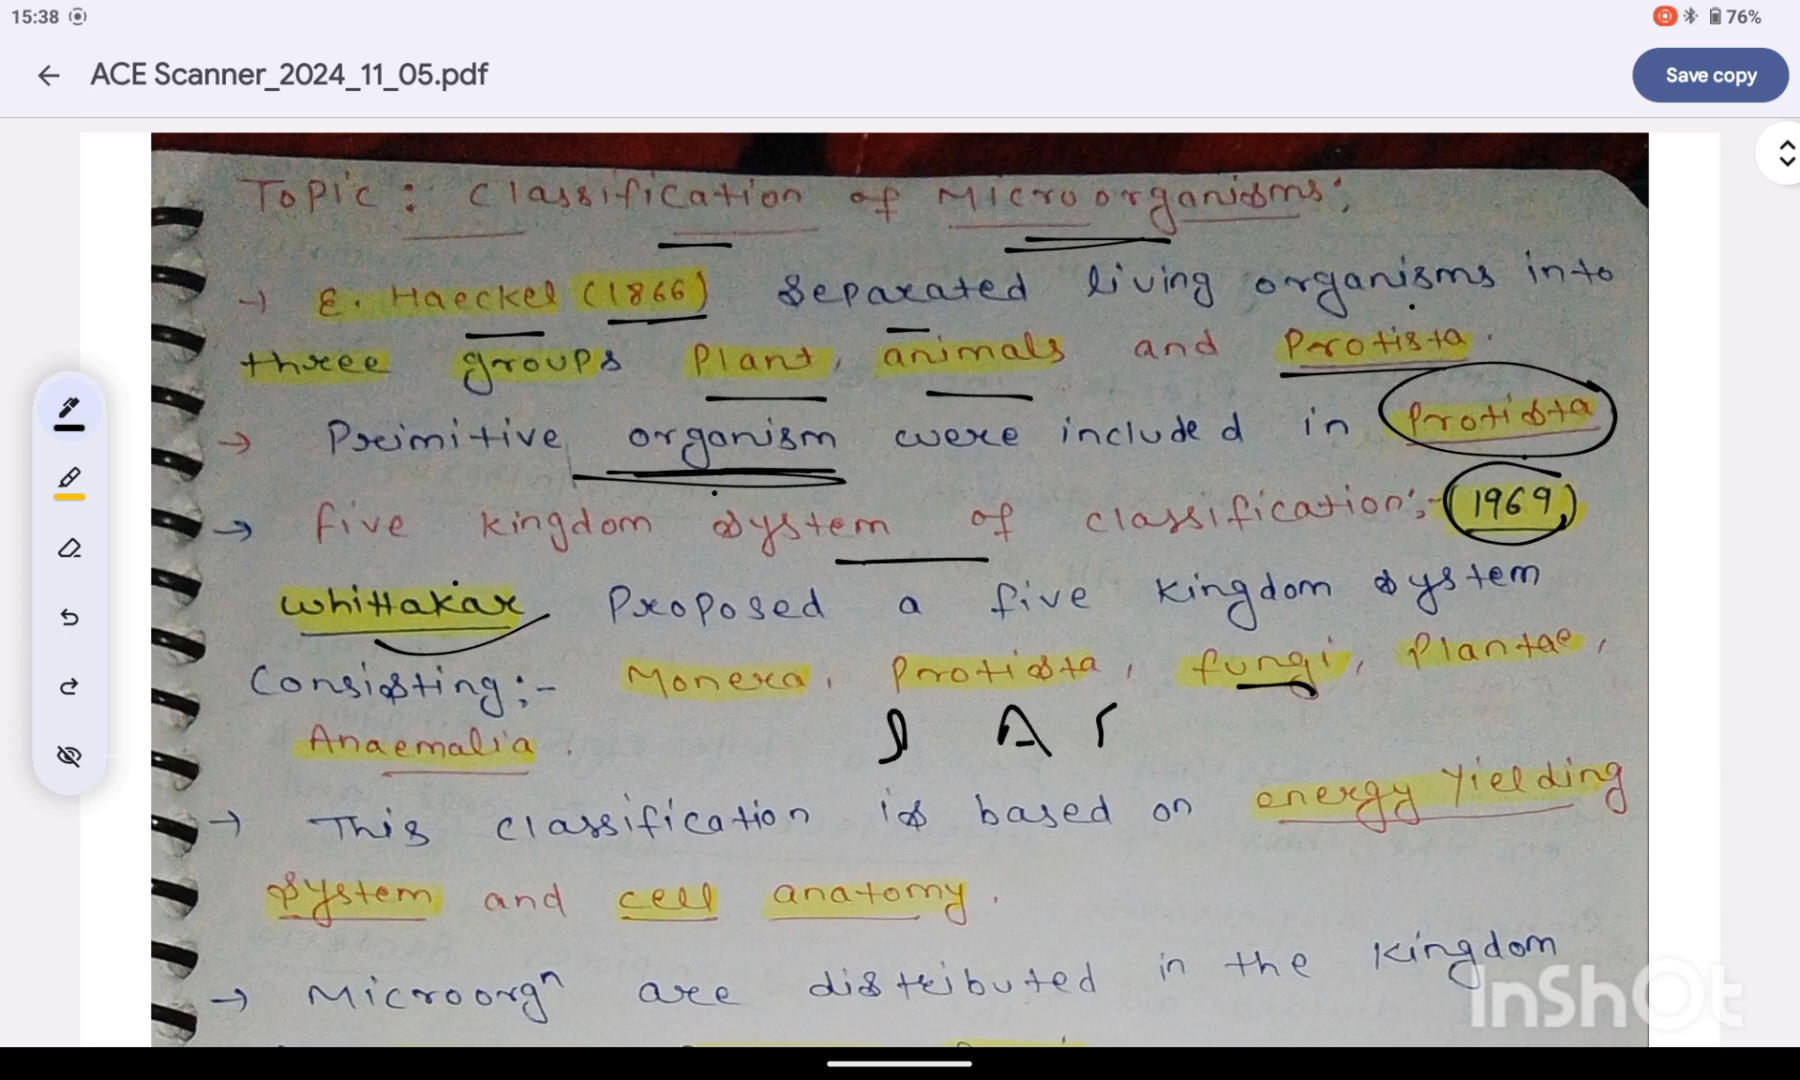 15:38
76%
ACE Scanner_2024_11_05.pdf
Save copy
Topic: Classification of Microorganisms:
→ E. Haeckel (1866) Separated living organisms into
three groups Plant, animals and Protista.
→ Primitive organism were included in Protista
→ five kingdom system of classification:- (1969)
Whittakar Proposed a five kingdom system
Consisting:- Monera, Protista, fungi, Plantae,
Anaemalia.
→ This classification is based on energy Yielding
System and cell anatomy.
→ Microorgⁿ are distributed in the kingdom
InShOt